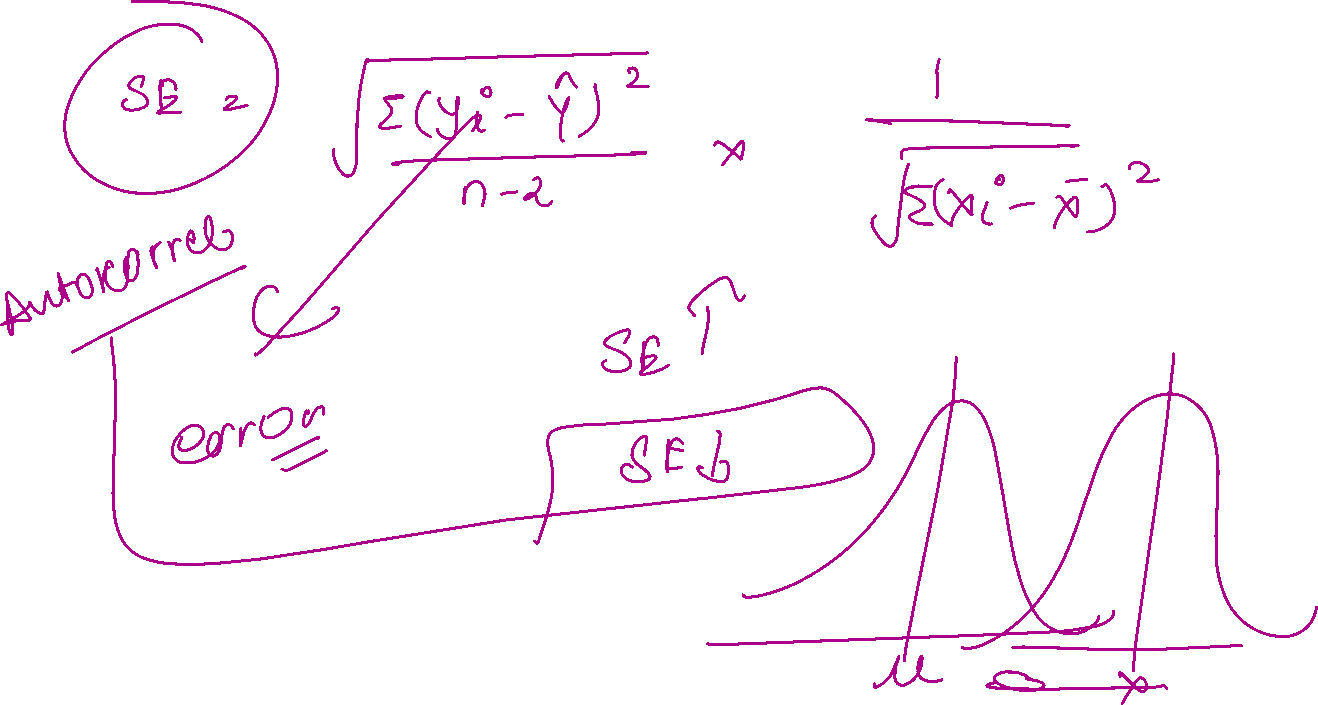 SE = √(Σ(yi - Ŷ)² / n-2) × 1 / √(Σ(xi - x̄)²)
Autocorrel
SE ↑
error
SE b
μ x